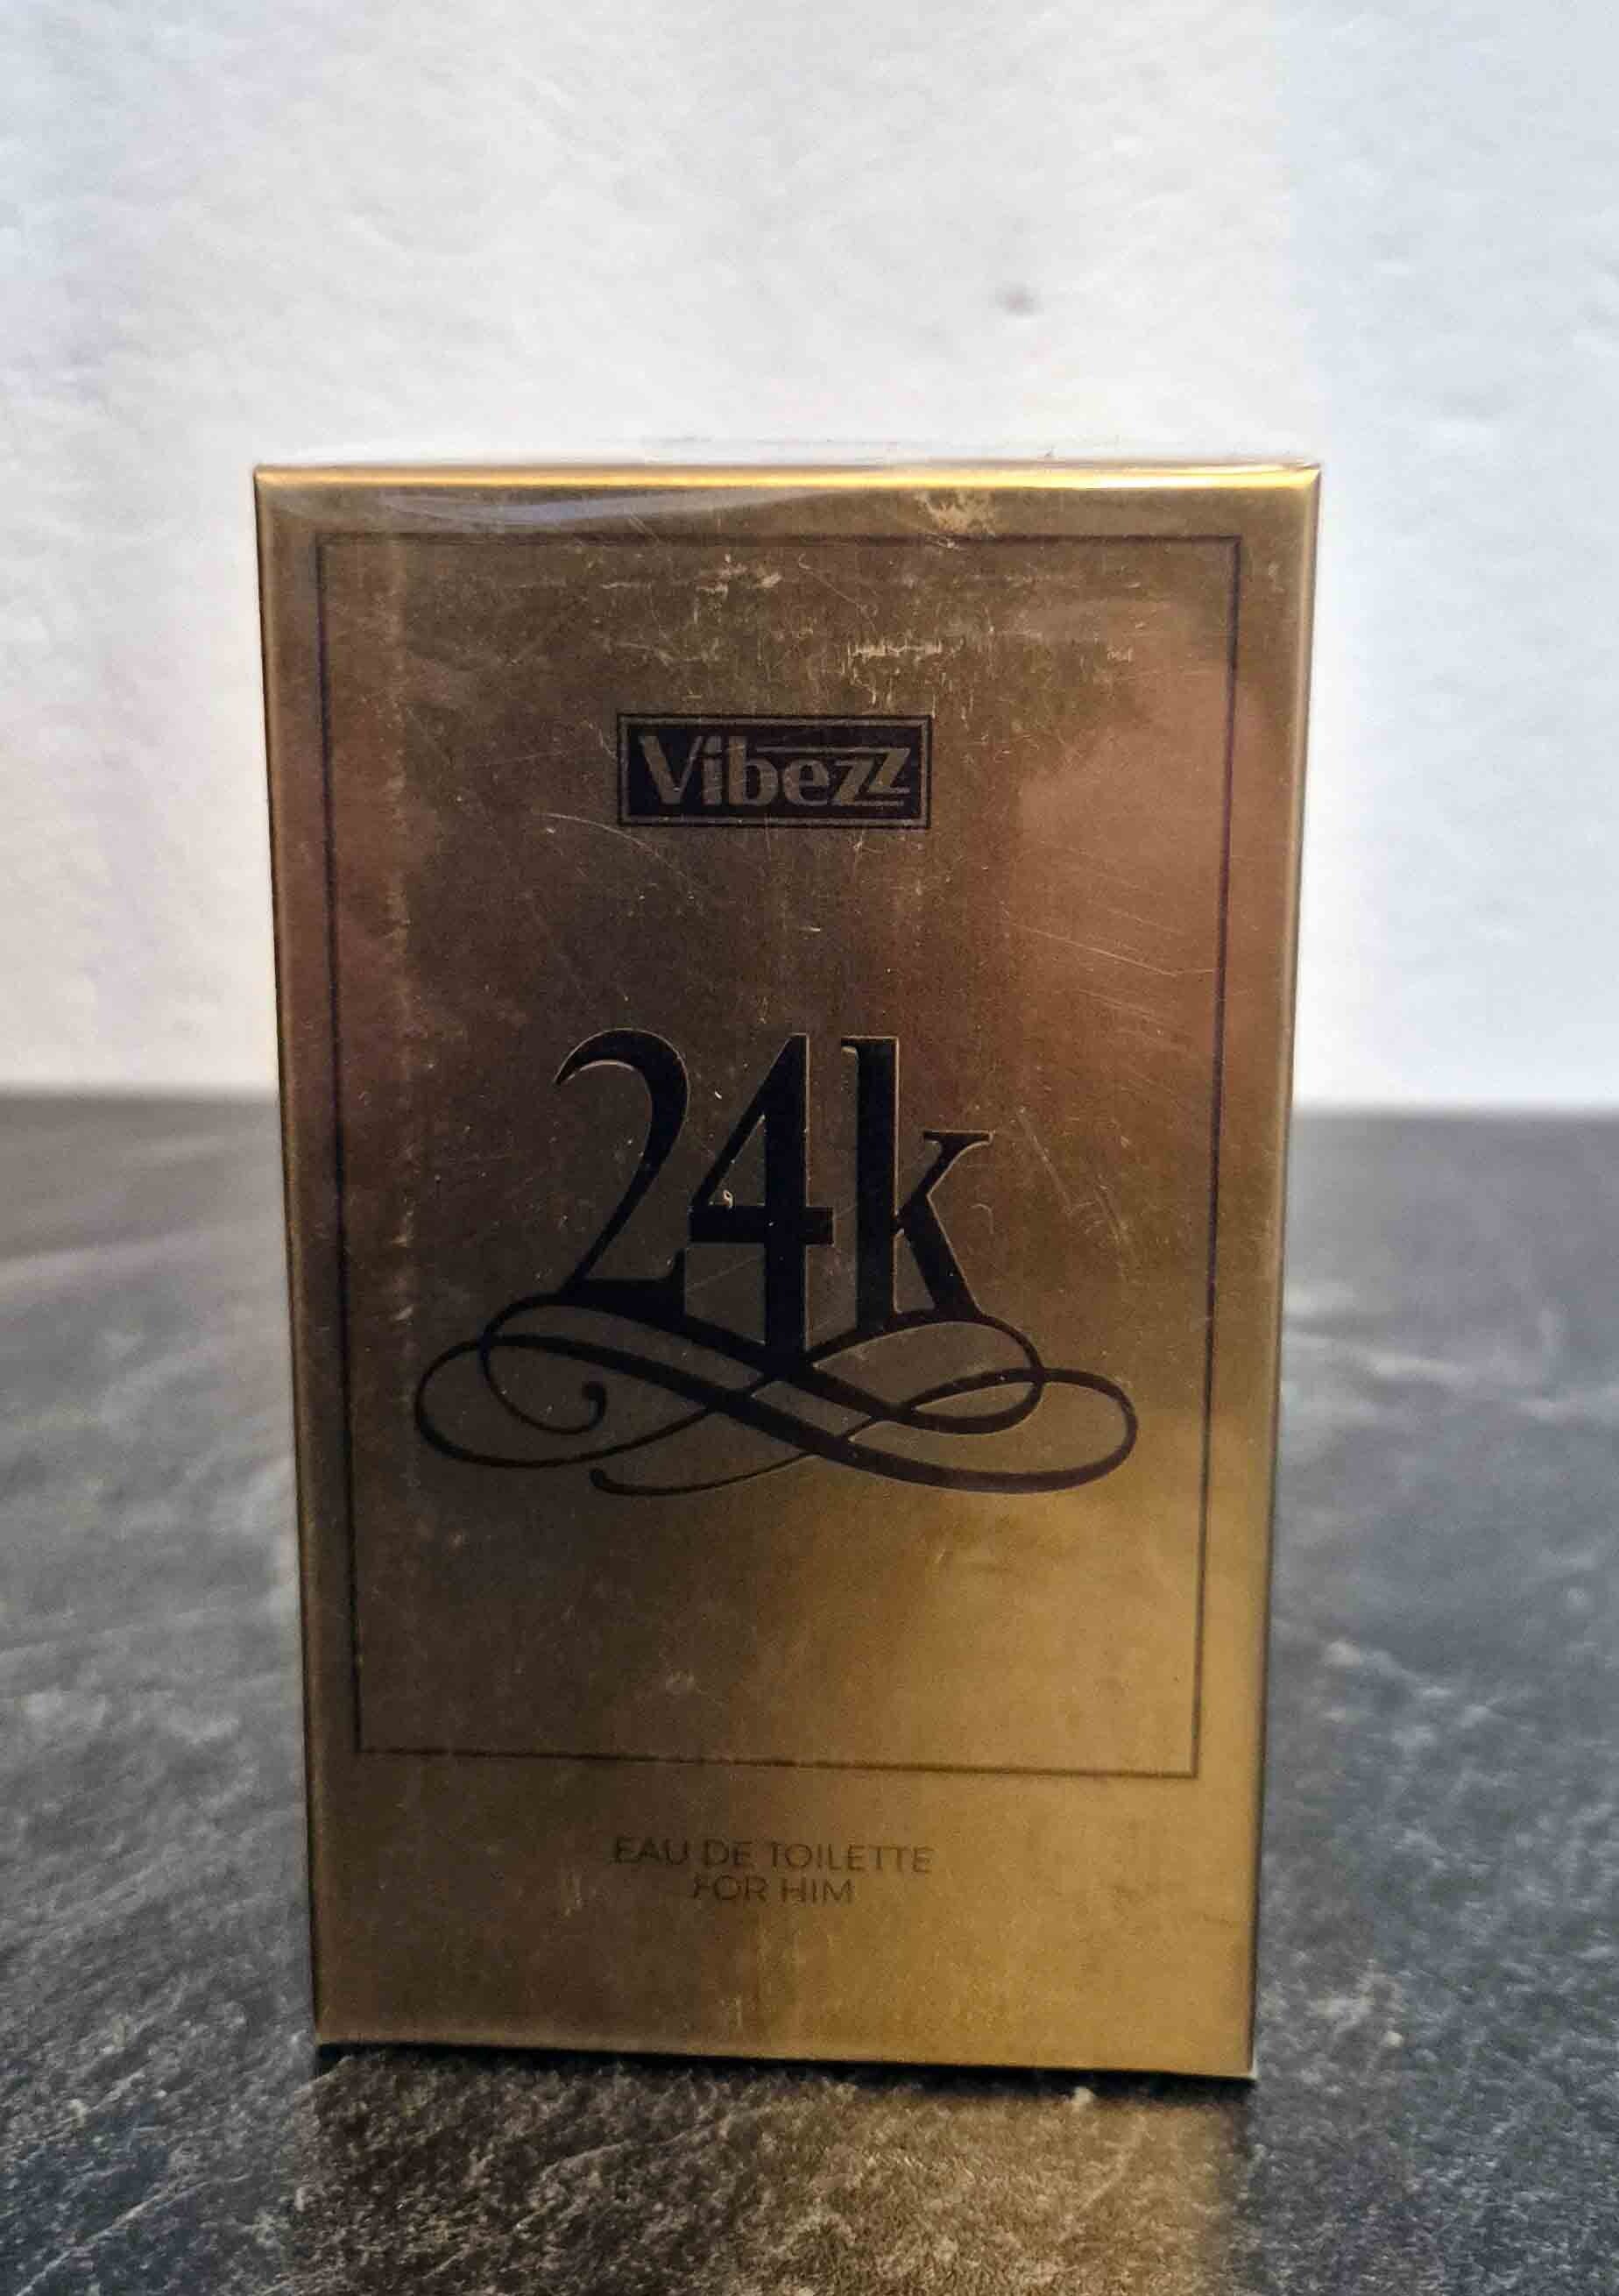 Vibezz
24k
EAU DE TOILETTE
FOR HIM